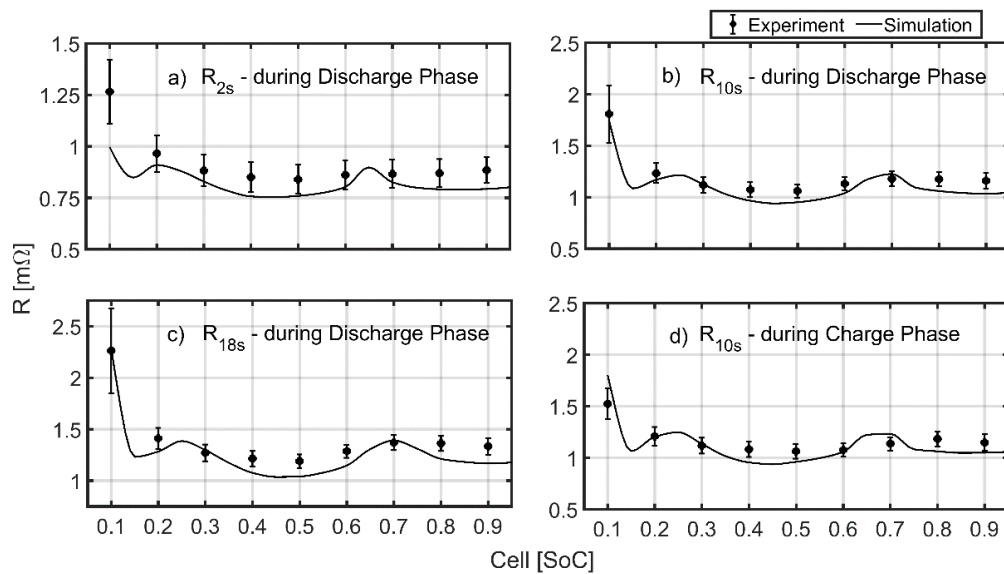 Experiment Simulation
1.5
1.25
1
0.75
0.5
a) R2s - during Discharge Phase
2.5
2
1.5
1
0.5
b) R10s - during Discharge Phase
R [mΩ]
2.5
2
1.5
1
c) R18s - during Discharge Phase
0.1 0.2 0.3 0.4 0.5 0.6 0.7 0.8 0.9
2.5
2
1.5
1
0.5
d) R10s - during Charge Phase
0.1 0.2 0.3 0.4 0.5 0.6 0.7 0.8 0.9
Cell [SoC]